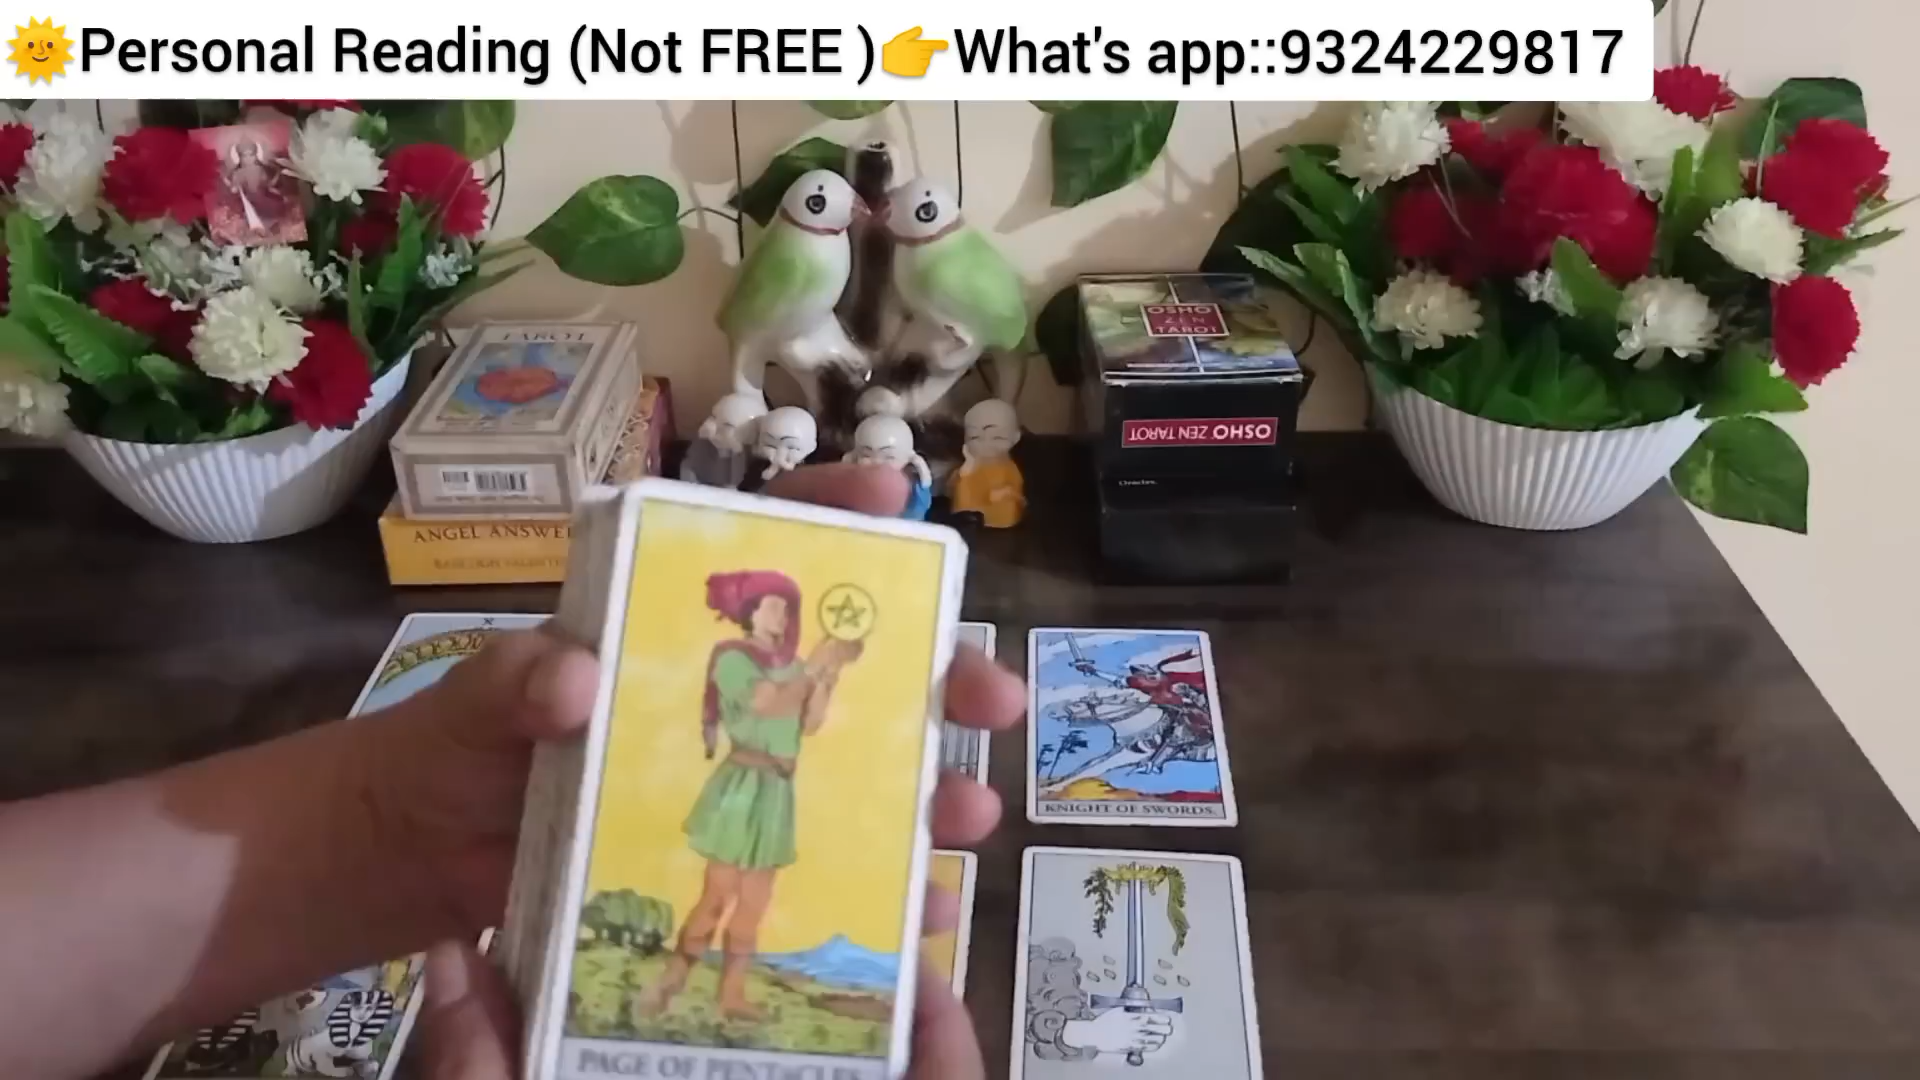 Personal Reading (Not FREE ) What's app::9324229817
TAROT
OSHO
ZEN
TAROT
OSHO ZEN TAROT
ANGEL ANSWE
X
KNIGHT OF SWORDS.
PAGE OF PENTACLES